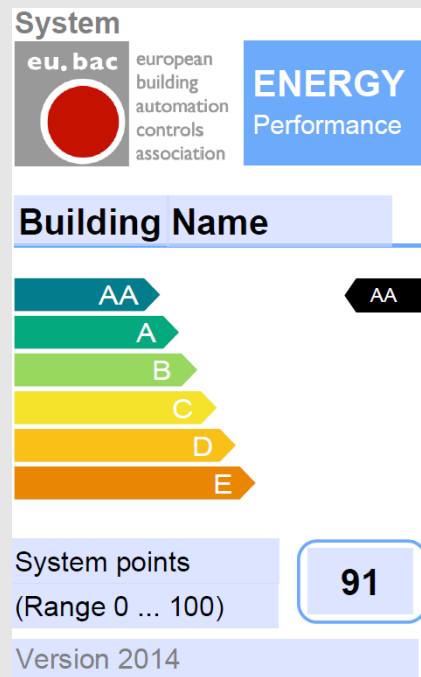 System
eu.bac
european
building
automation
controls
association
ENERGY
Performance
Building Name
AA
AA
A
B
C
D
E
System points
91
(Range 0 ... 100)
Version 2014